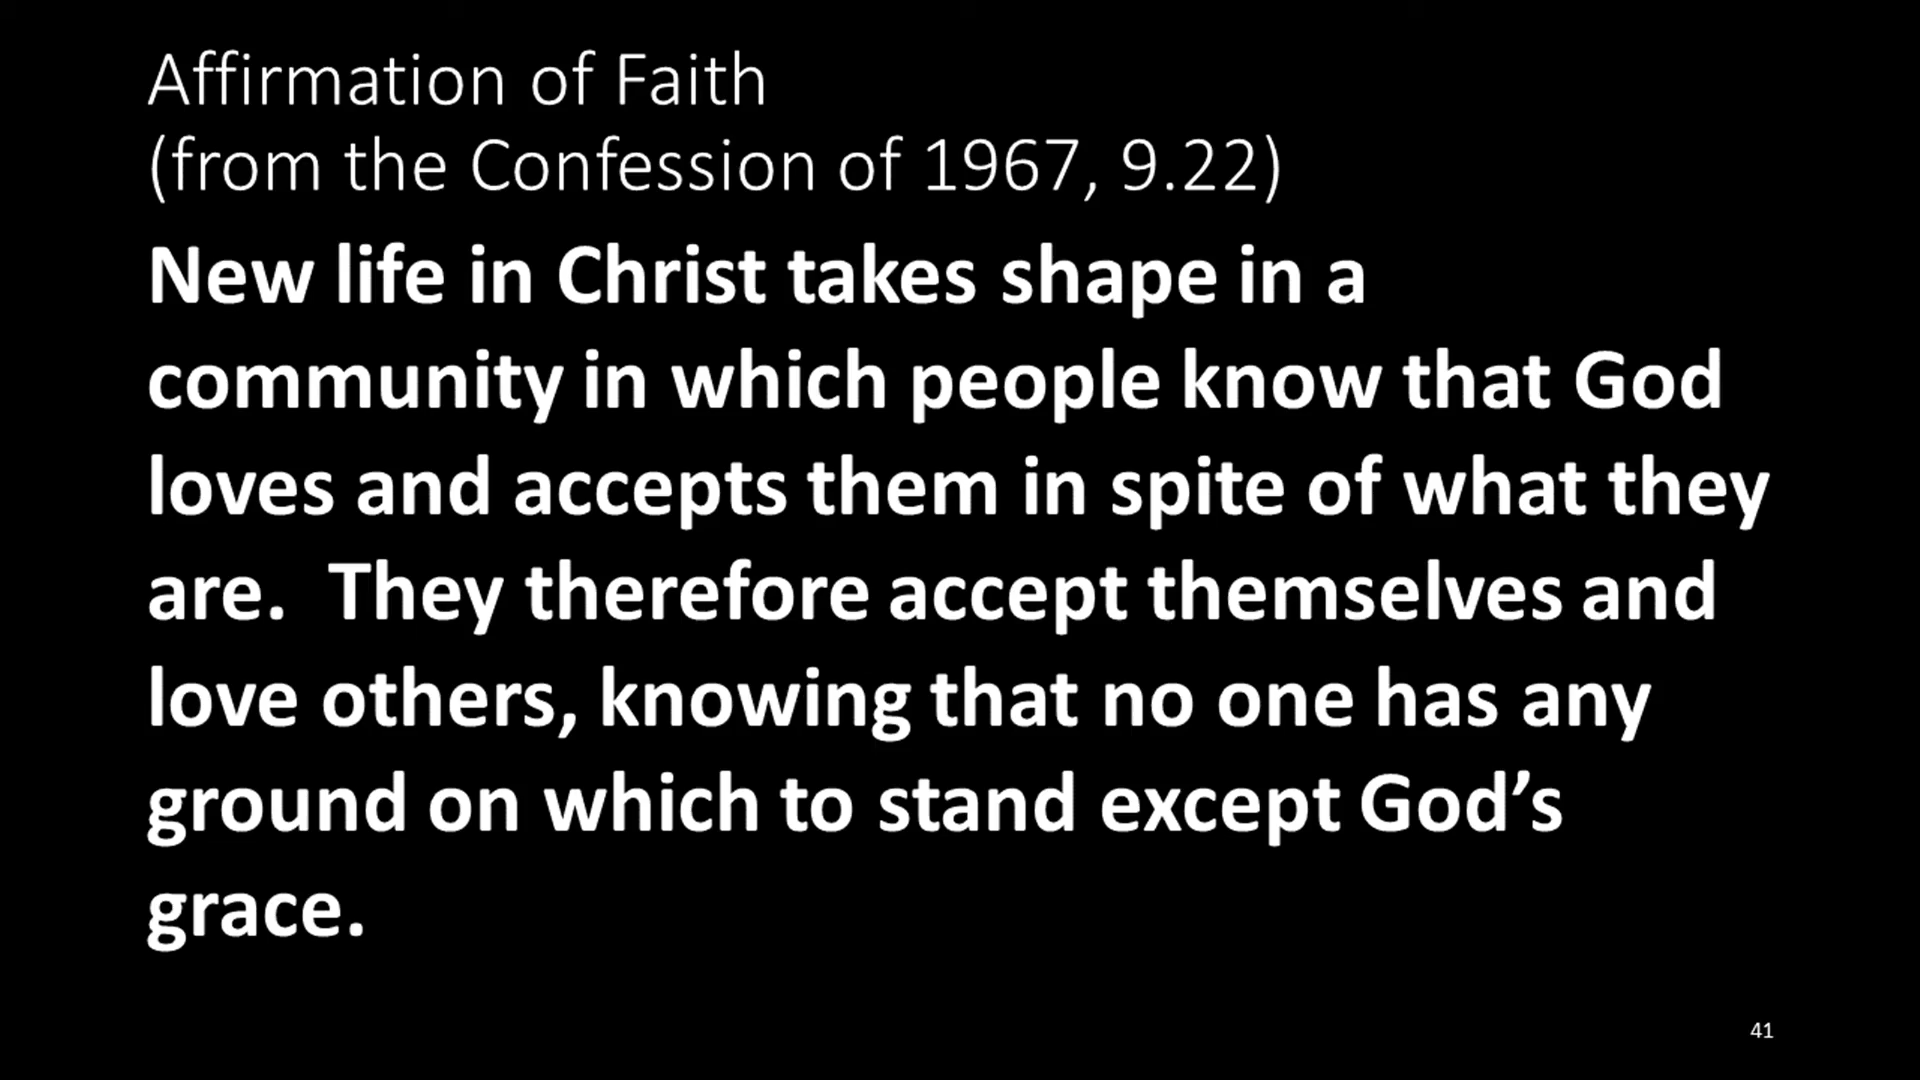 Affirmation of Faith
(from the Confession of 1967, 9.22)
New life in Christ takes shape in a
community in which people know that God
loves and accepts them in spite of what they
are.  They therefore accept themselves and
love others, knowing that no one has any
ground on which to stand except God’s
grace.
41